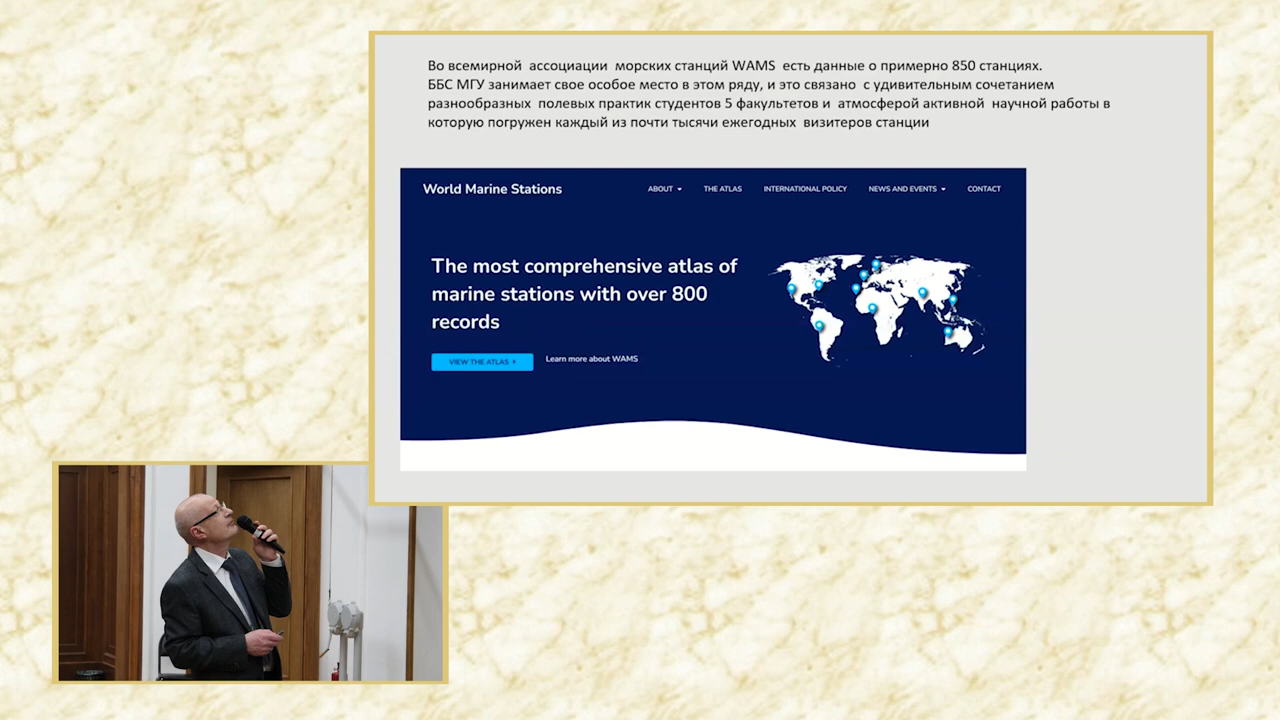 Во всемирной ассоциации морских станций WAMS есть данные о примерно 850 станциях.
ББС МГУ занимает свое особое место в этом ряду, и это связано с удивительным сочетанием
разнообразных полевых практик студентов 5 факультетов и атмосферой активной научной работы в
которую погружен каждый из почти тысячи ежегодных визитеров станции
World Marine Stations
ABOUT THE ATLAS INTERNATIONAL POLICY NEWS AND EVENTS CONTACT
The most comprehensive atlas of
marine stations with over 800
records
VIEW THE ATLAS Learn more about WAMS